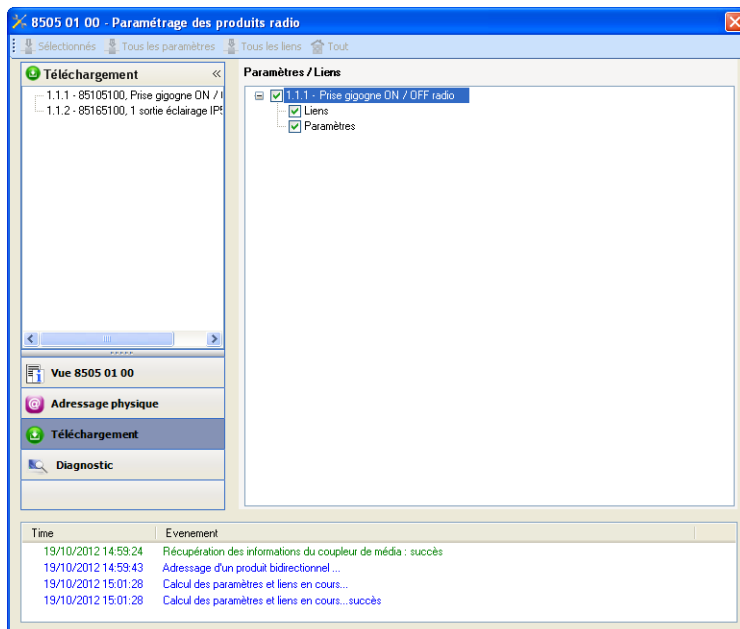 8505 01 00 - Paramétrage des produits radio
Sélectionnés Tous les paramètres Tous les liens Tout
Téléchargement «
1.1.1 - 85105100, Prise gigogne ON /
1.1.2 - 85165100, 1 sortie éclairage IP5
Vue 8505 01 00
Adressage physique
Téléchargement
Diagnostic
Paramètres / Liens
1.1.1 - Prise gigogne ON / OFF radio
Liens
Paramètres
Time Evenement
19/10/2012 14:59:24 Récupération des informations du coupleur de média : succès
19/10/2012 14:59:43 Adressage d'un produit bidirectionnel ...
19/10/2012 15:01:28 Calcul des paramètres et liens en cours...
19/10/2012 15:01:28 Calcul des paramètres et liens en cours...succès